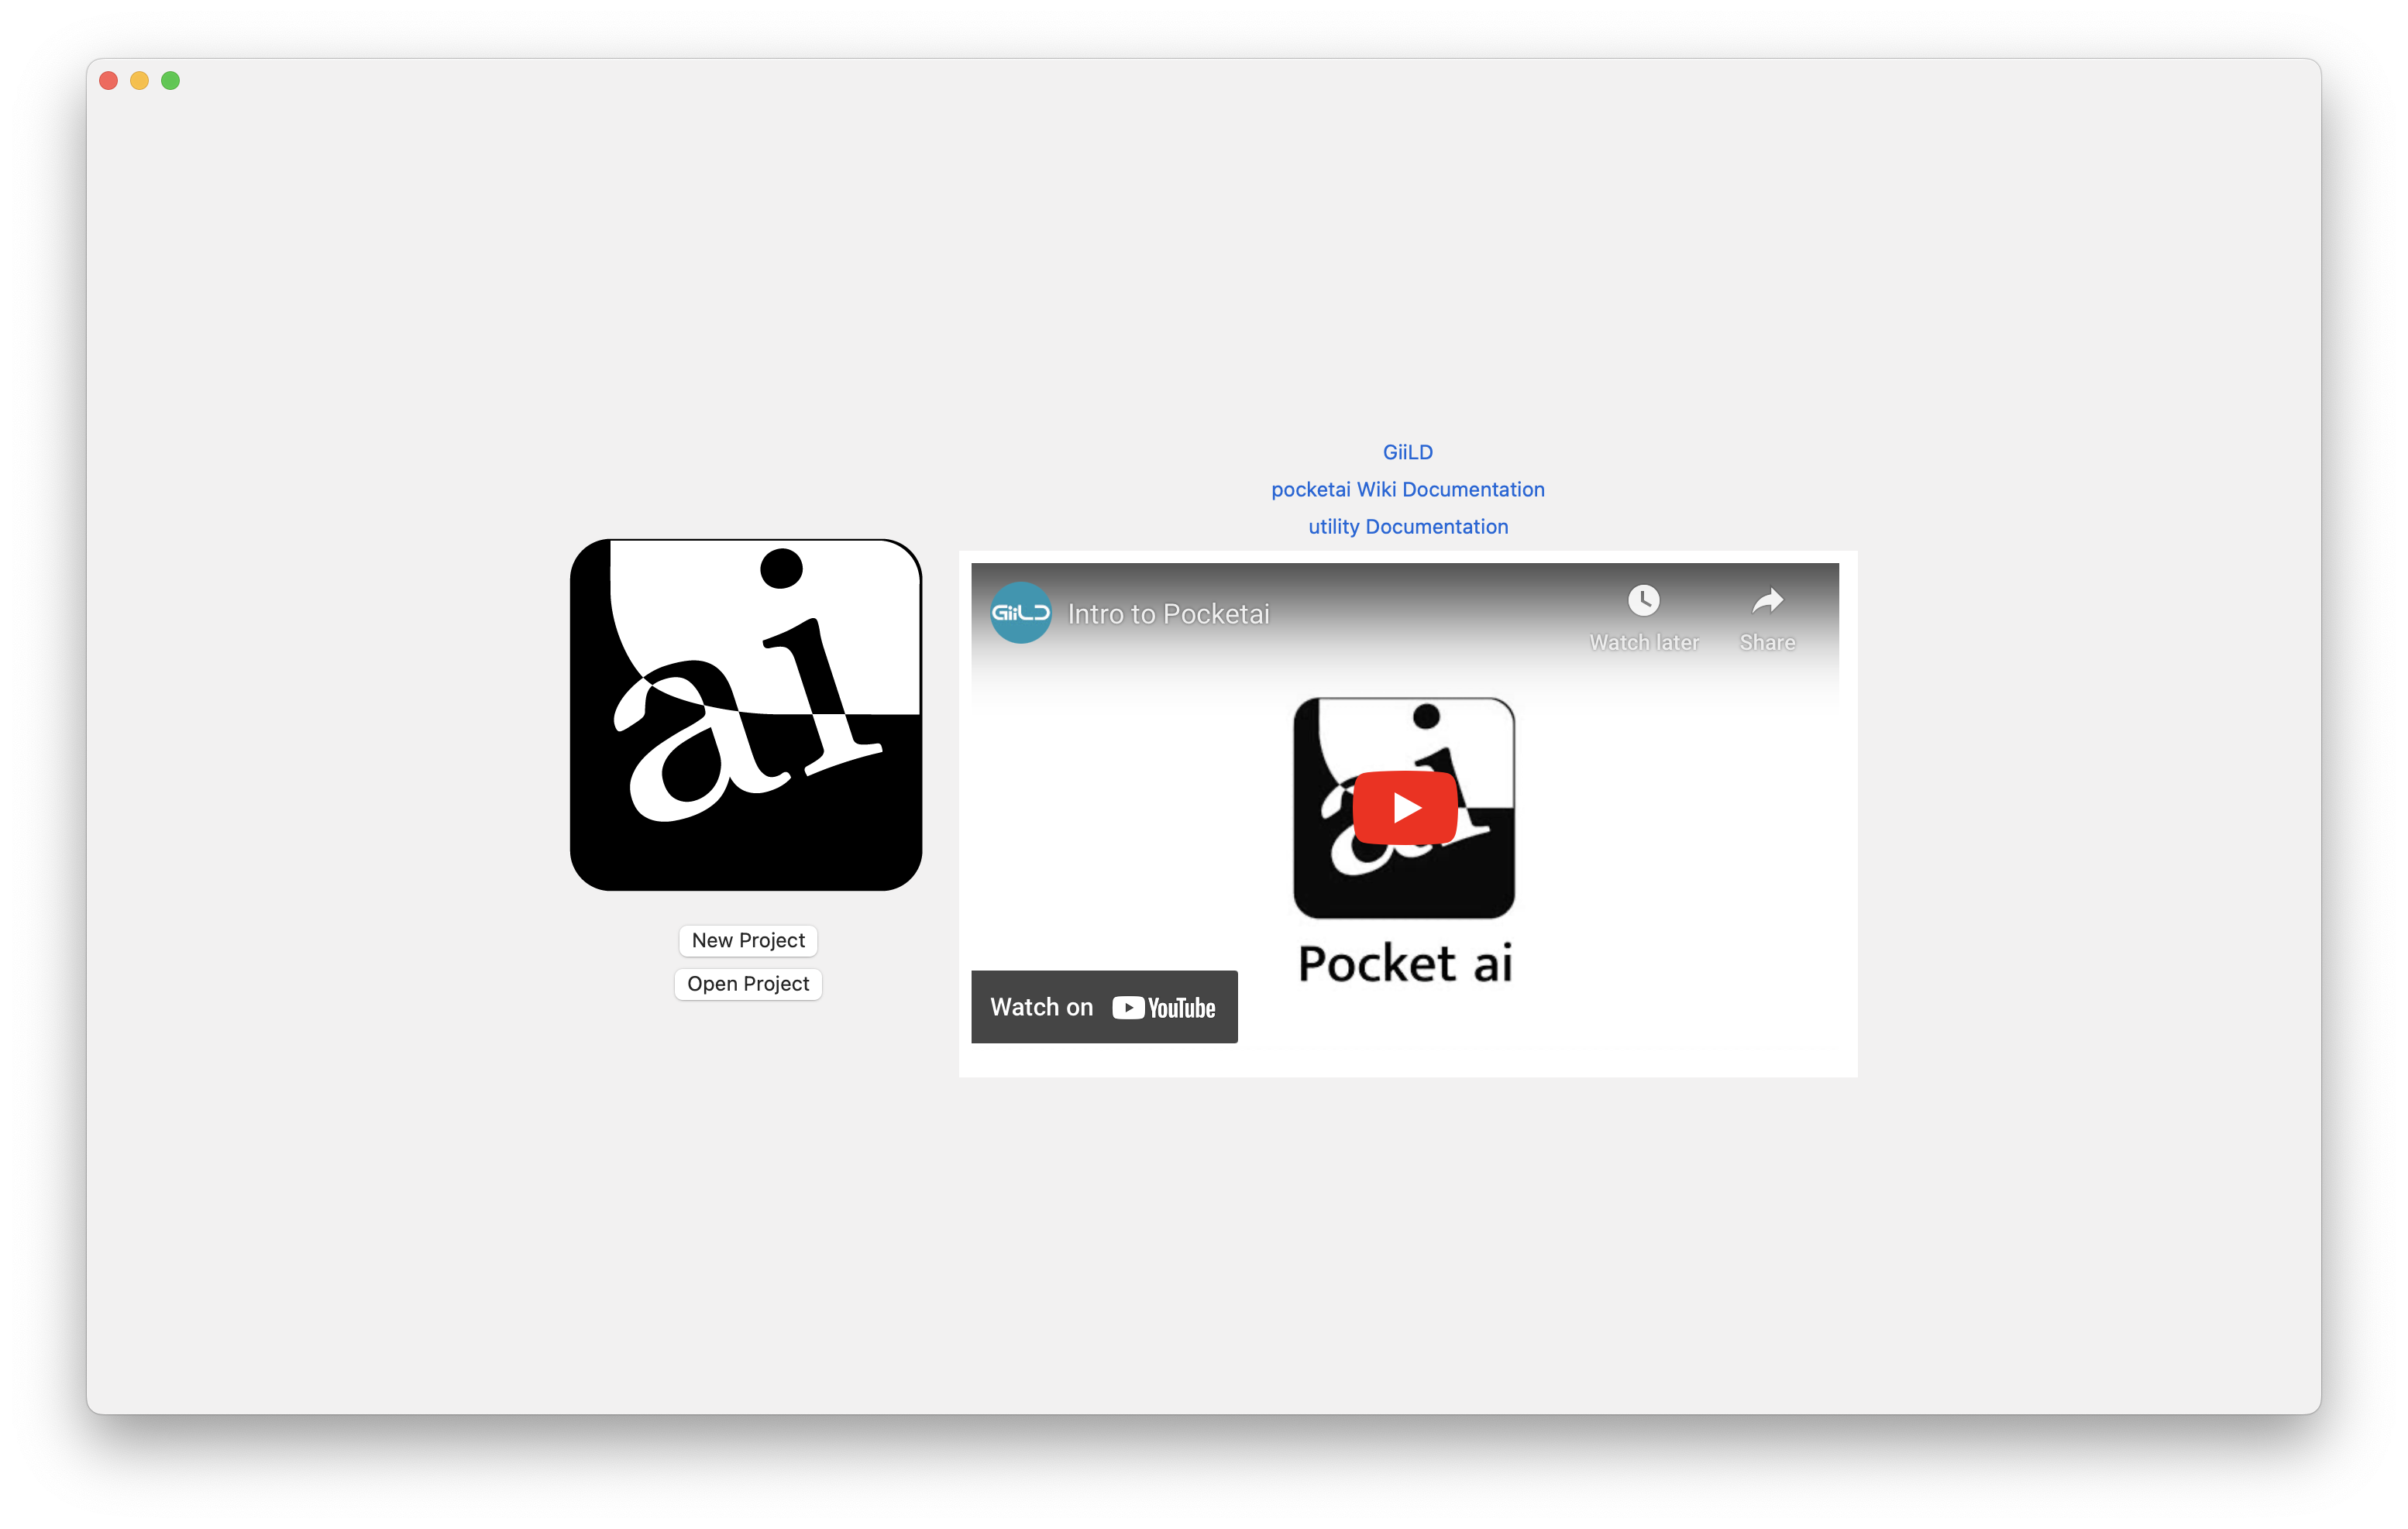 GiiLD
pocketai Wiki Documentation
utility Documentation
ai
New Project
Open Project
GiiLD
Intro to Pocketai
Watch later
Share
ai
Pocket ai
Watch on YouTube